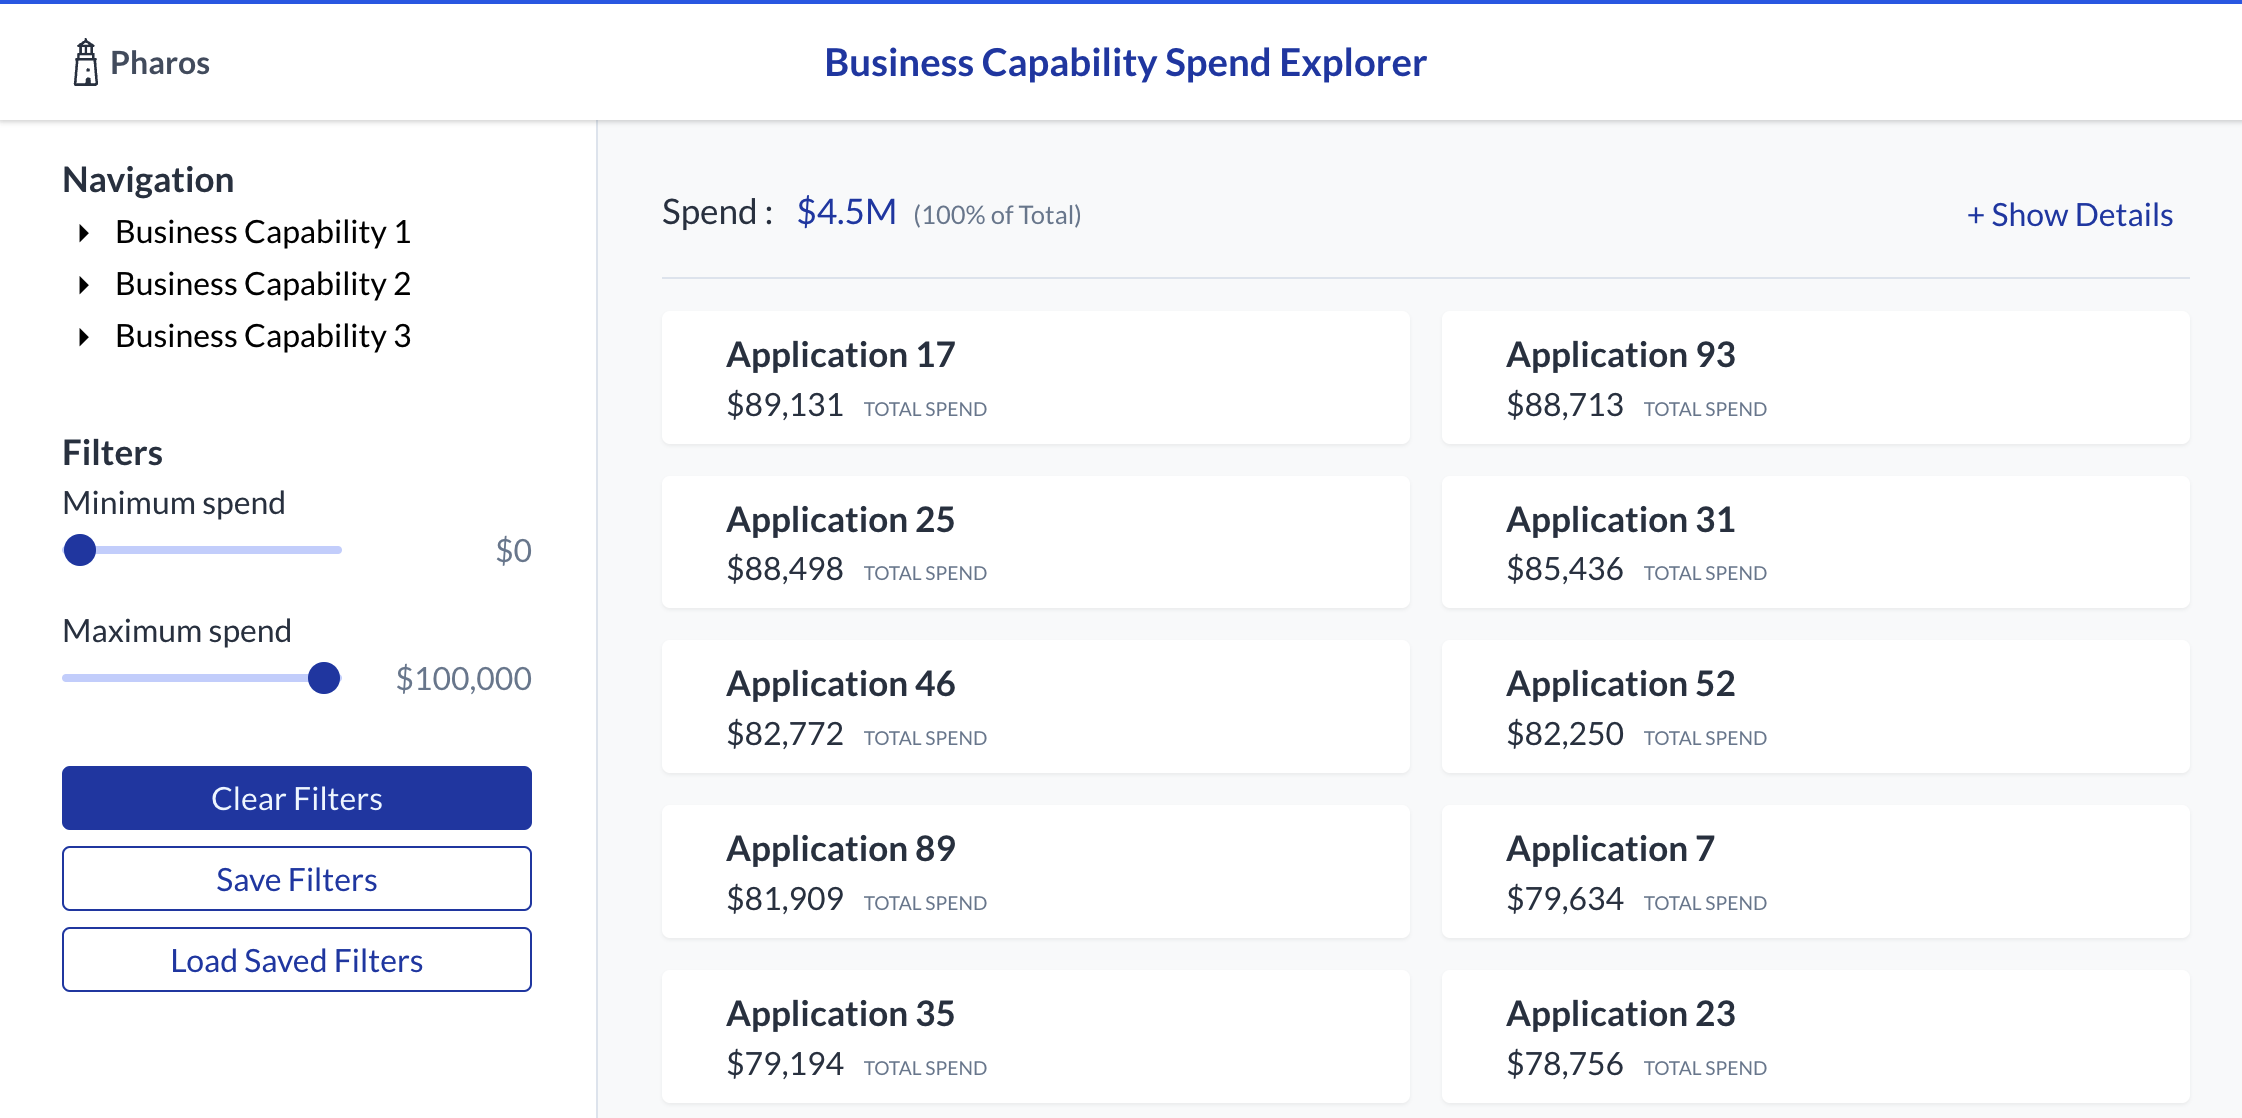 Pharos
Business Capability Spend Explorer
Navigation
Business Capability 1
Business Capability 2
Business Capability 3
Filters
Minimum spend
$0
Maximum spend
$100,000
Clear Filters
Save Filters
Load Saved Filters
Spend : $4.5M (100% of Total)
+ Show Details
Application 17
$89,131 TOTAL SPEND
Application 93
$88,713 TOTAL SPEND
Application 25
$88,498 TOTAL SPEND
Application 31
$85,436 TOTAL SPEND
Application 46
$82,772 TOTAL SPEND
Application 52
$82,250 TOTAL SPEND
Application 89
$81,909 TOTAL SPEND
Application 7
$79,634 TOTAL SPEND
Application 35
$79,194 TOTAL SPEND
Application 23
$78,756 TOTAL SPEND